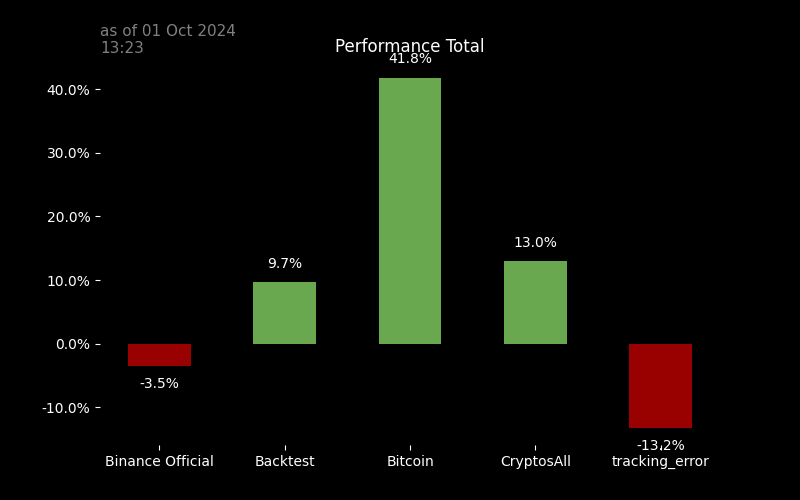 as of 01 Oct 2024
13:23
Performance Total
41.8%
40.0%
30.0%
20.0%
13.0%
10.0%
9.7%
0.0%
-3.5%
-10.0%
-13.2%
Binance Official
Backtest
Bitcoin
CryptosAll
tracking_error